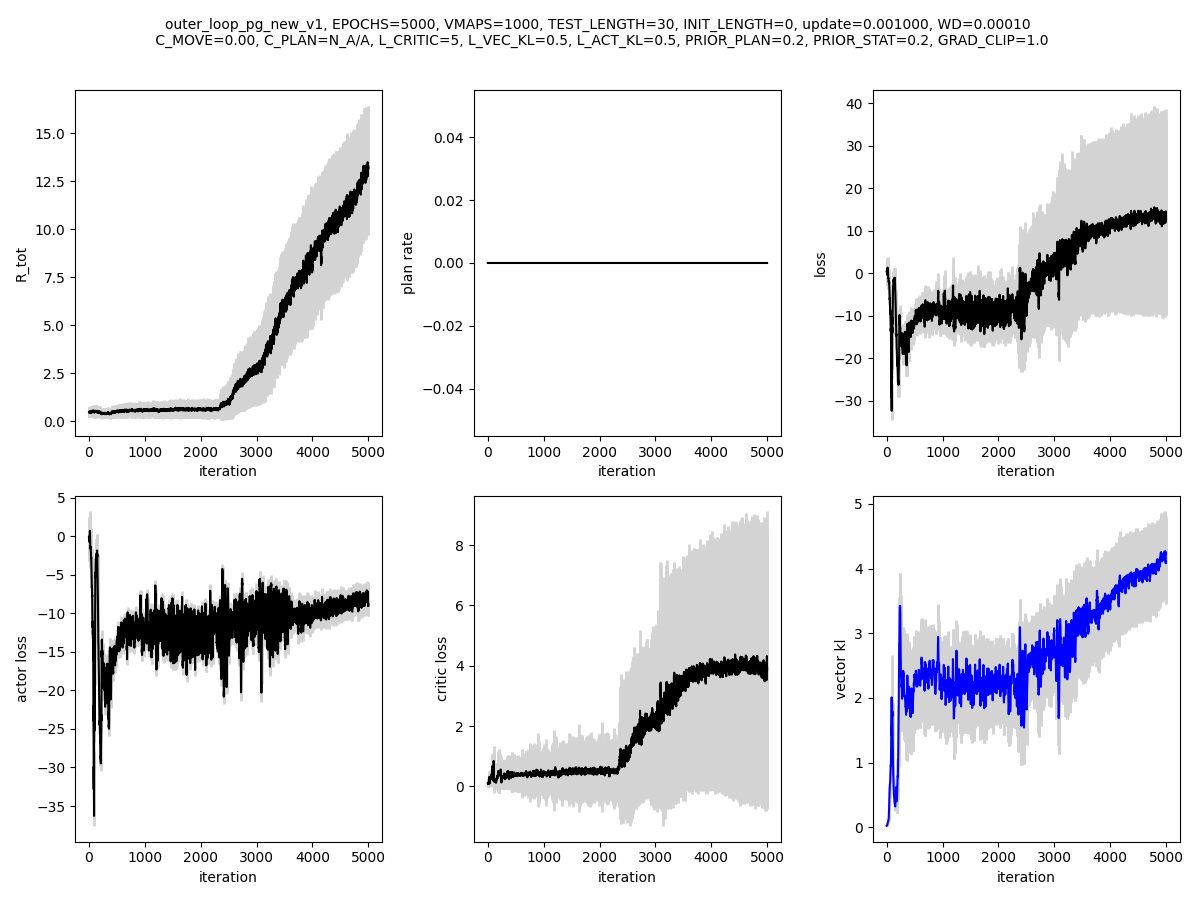 outer_loop_pg_new_v1, EPOCHS=5000, VMAPS=1000, TEST_LENGTH=30, INIT_LENGTH=0, update=0.001000, WD=0.00010
C_MOVE=0.00, C_PLAN=N_A/A, L_CRITIC=5, L_VEC_KL=0.5, L_ACT_KL=0.5, PRIOR_PLAN=0.2, PRIOR_STAT=0.2, GRAD_CLIP=1.0
R_tot
15.0
12.5
10.0
7.5
5.0
2.5
0.0
0 1000 2000 3000 4000 5000
iteration
plan rate
0.04
0.02
0.00
−0.02
−0.04
0 1000 2000 3000 4000 5000
iteration
loss
40
30
20
10
0
−10
−20
−30
0 1000 2000 3000 4000 5000
iteration
actor loss
5
0
−5
−10
−15
−20
−25
−30
−35
0 1000 2000 3000 4000 5000
iteration
critic loss
8
6
4
2
0
0 1000 2000 3000 4000 5000
iteration
vector kl
5
4
3
2
1
0
0 1000 2000 3000 4000 5000
iteration